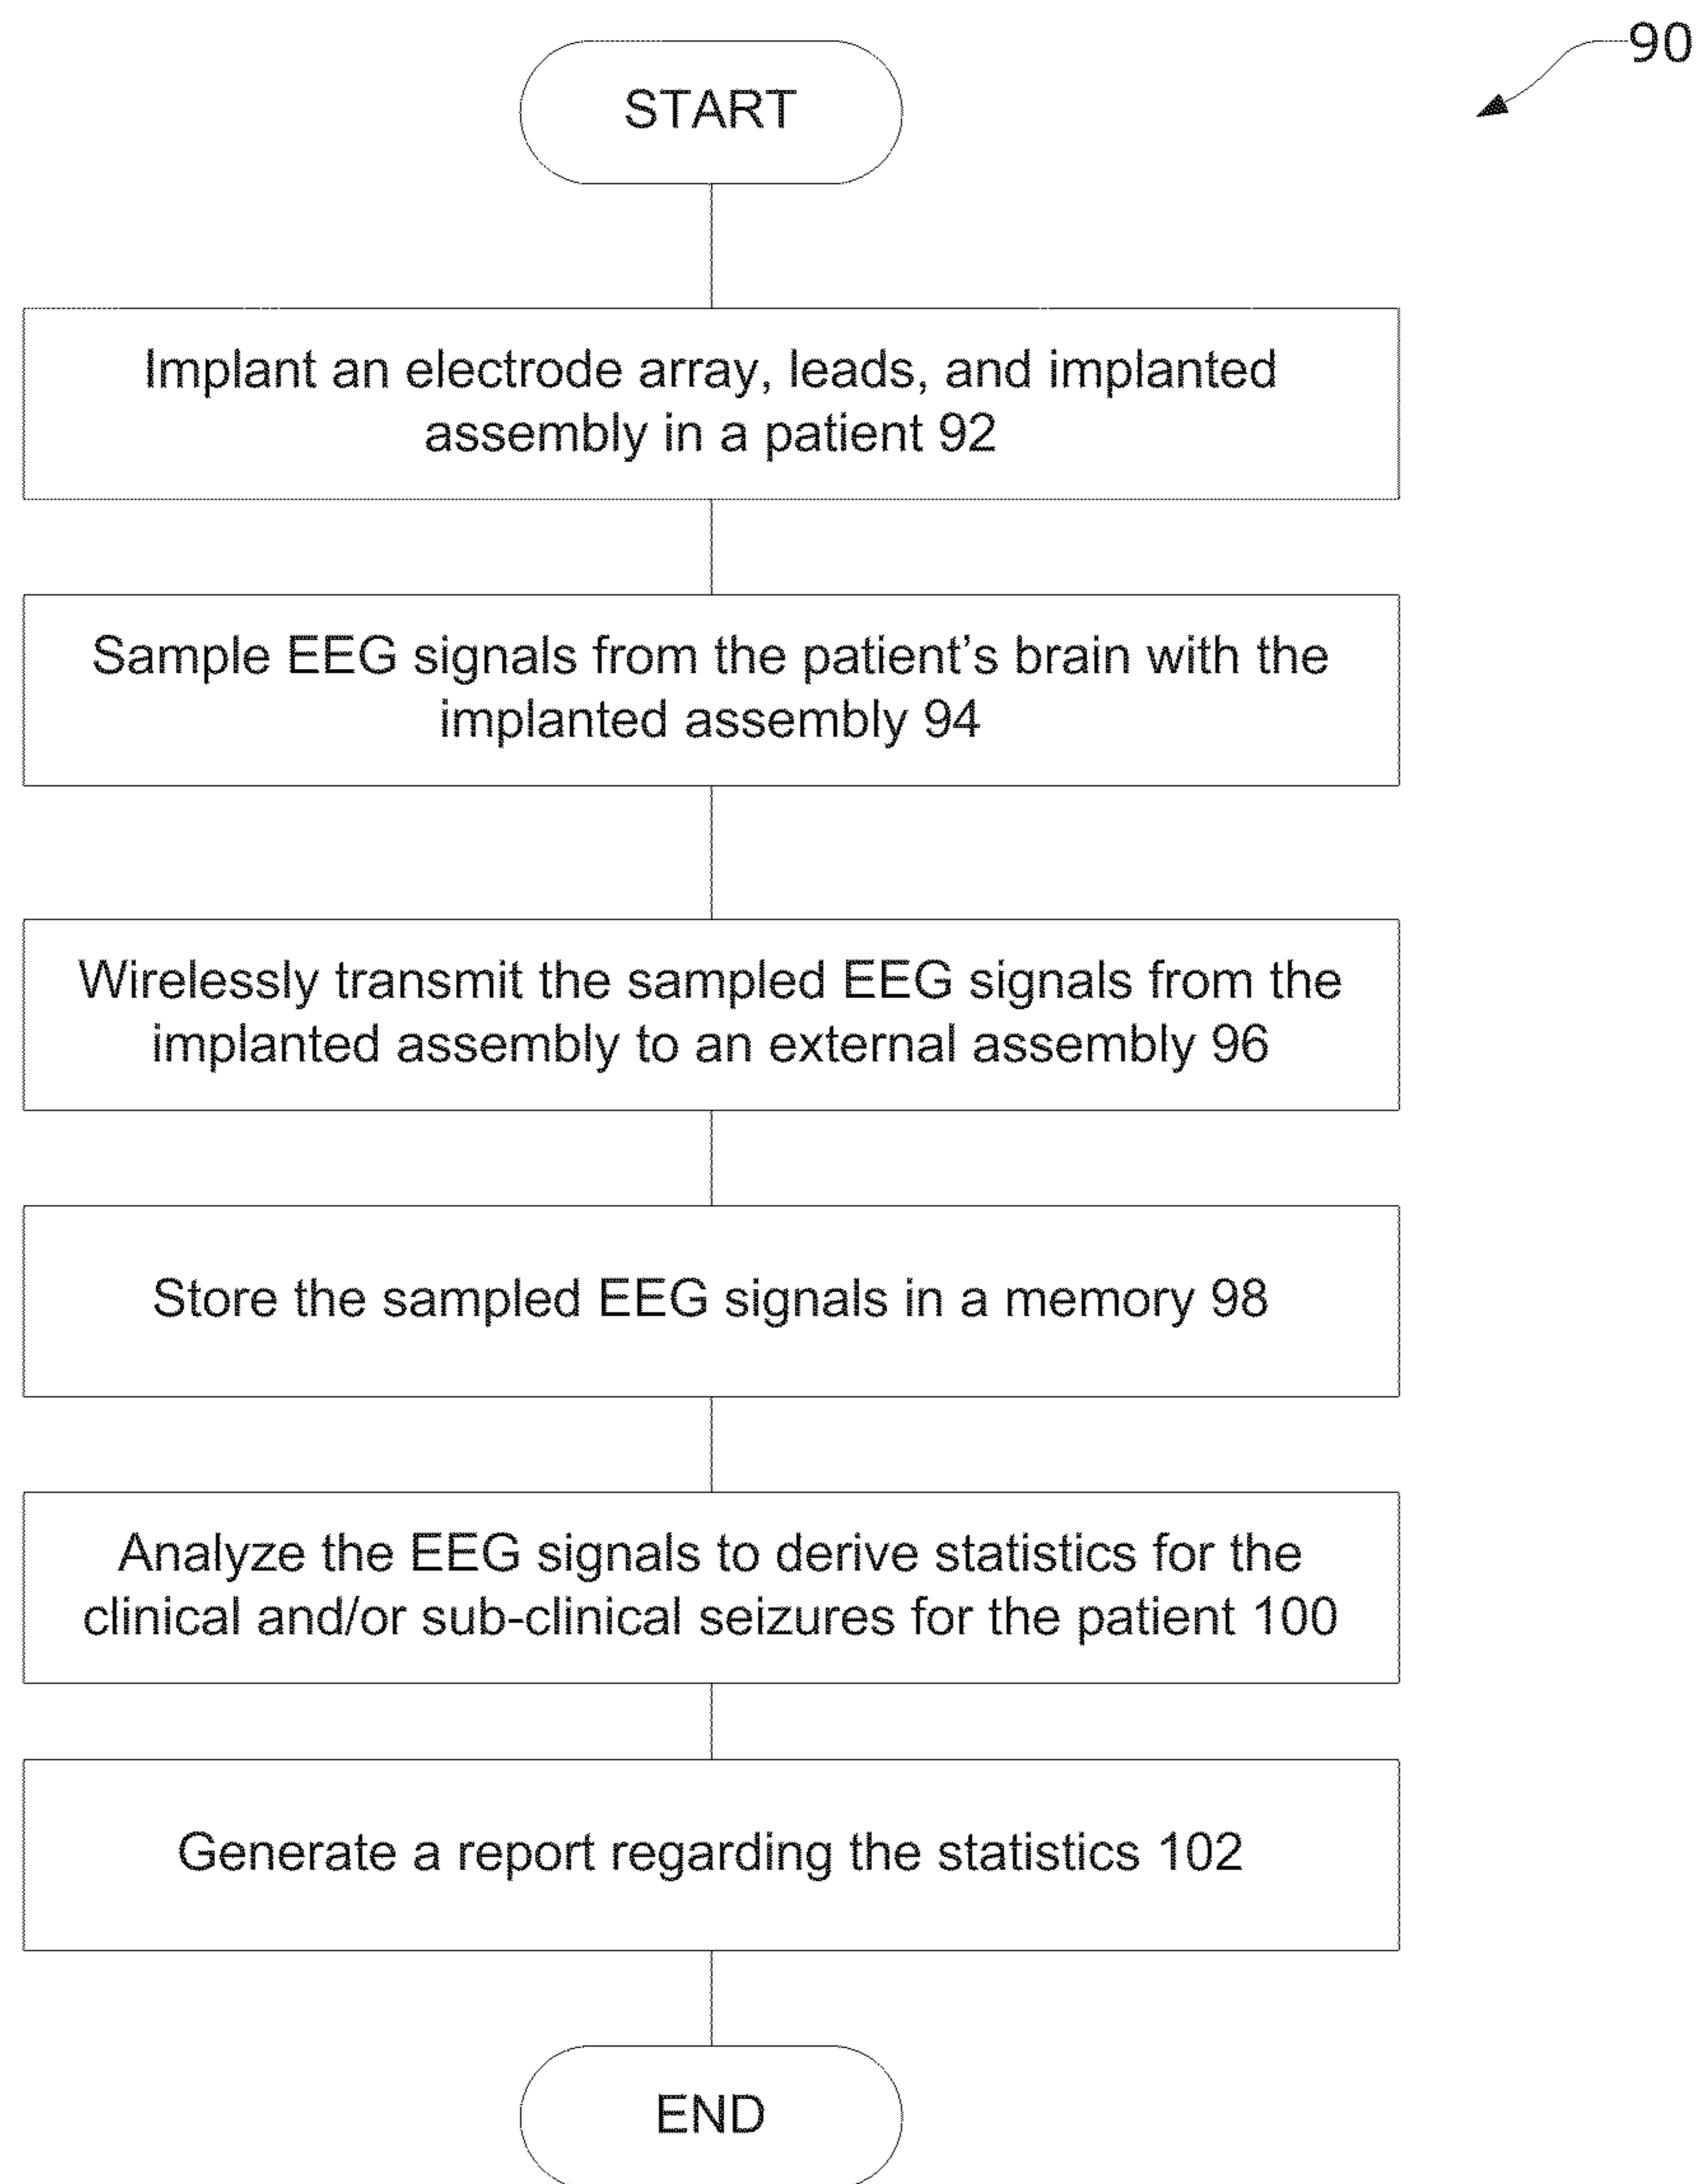 90
START
Implant an electrode array, leads, and implanted
assembly in a patient 92
Sample EEG signals from the patient’s brain with the
implanted assembly 94
Wirelessly transmit the sampled EEG signals from the
implanted assembly to an external assembly 96
Store the sampled EEG signals in a memory 98
Analyze the EEG signals to derive statistics for the
clinical and/or sub-clinical seizures for the patient 100
Generate a report regarding the statistics 102
END